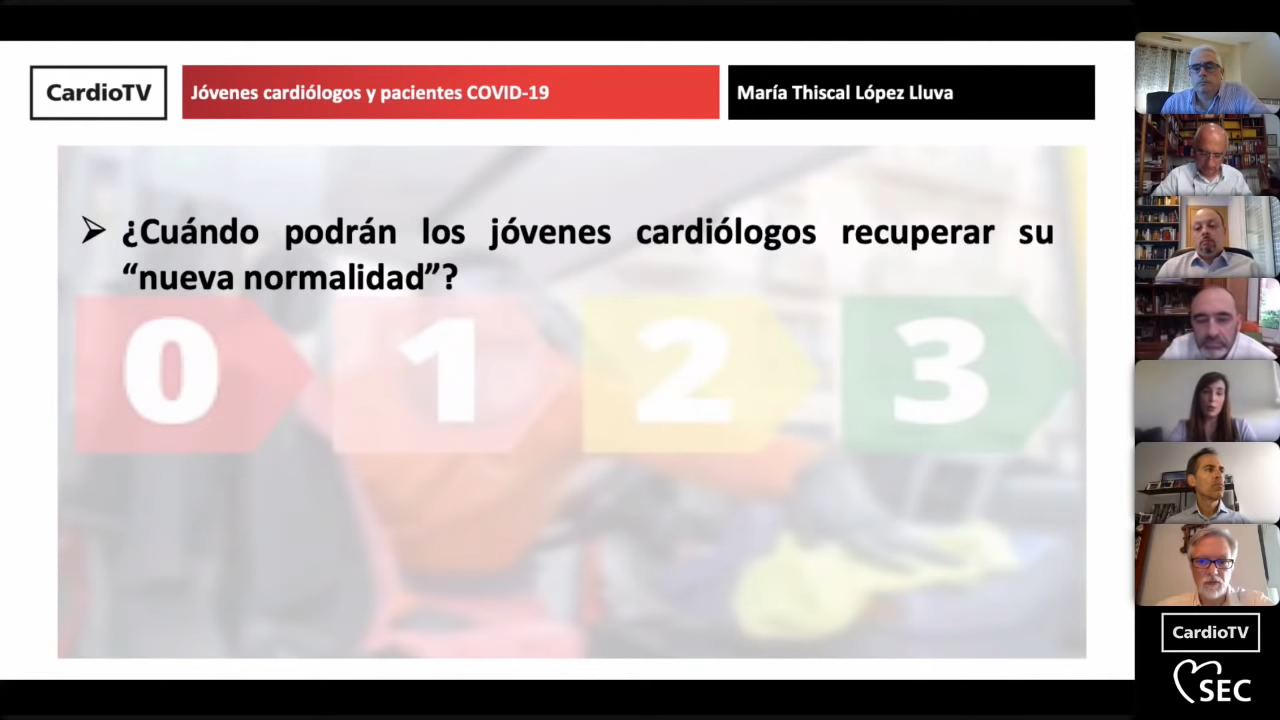 CardioTV
Jóvenes cardiólogos y pacientes COVID-19
María Thiscal López Lluva
¿Cuándo podrán los jóvenes cardiólogos recuperar su
“nueva normalidad”?
0 1 2 3
CardioTV
SEC